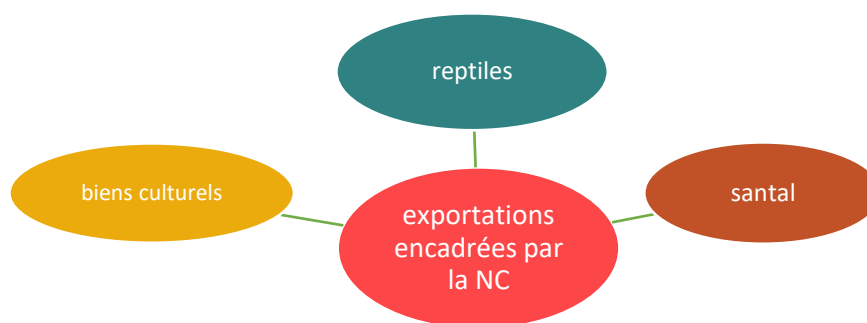 reptiles
biens culturels
santal
exportations
encadrées par
la NC